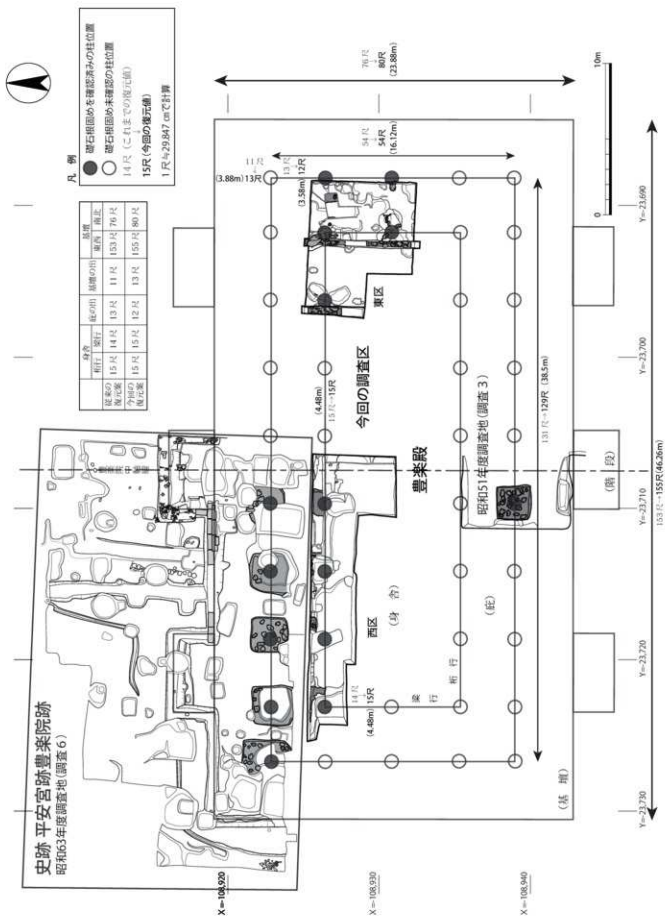 史跡 平安宮跡豊楽院跡
昭和63年度調査地(調査6)
凡 例
礎石根固めを確認済みの柱位置
礎石根固め未確認の柱位置
14尺(これまでの復元値)
↓
15尺(今回の復元値)
1尺≒29.847㎝で計算
身舎 庇の出 基壇の出 基壇
桁行 梁行 東西 南北
従来の復元案 15尺 14尺 13尺 11尺 153尺 76尺
今回の復元案 15尺 15尺 12尺 13尺 155尺 80尺
豊楽院中軸線
11尺
↓
(3.88m)13尺
13尺
↓
(3.58m)12尺
76尺
↓
80尺
(23.88m)
54尺
↓
54尺
(16.12m)
東区
(4.48m)
15尺→15尺
今回の調査区
豊楽殿
昭和51年度調査地(調査3)
131尺→129尺(38.5m)
西区
(身 舎)
14尺
↓
(4.48m)15尺
梁行
桁行
(庇)
(階 段)
(基 壇)
153尺→155尺(46.26m)
0
10m
X=-108,920
X=-108,930
X=-108,940
Y=-23,730
Y=-23,720
Y=-23,710
Y=-23,700
Y=-23,690